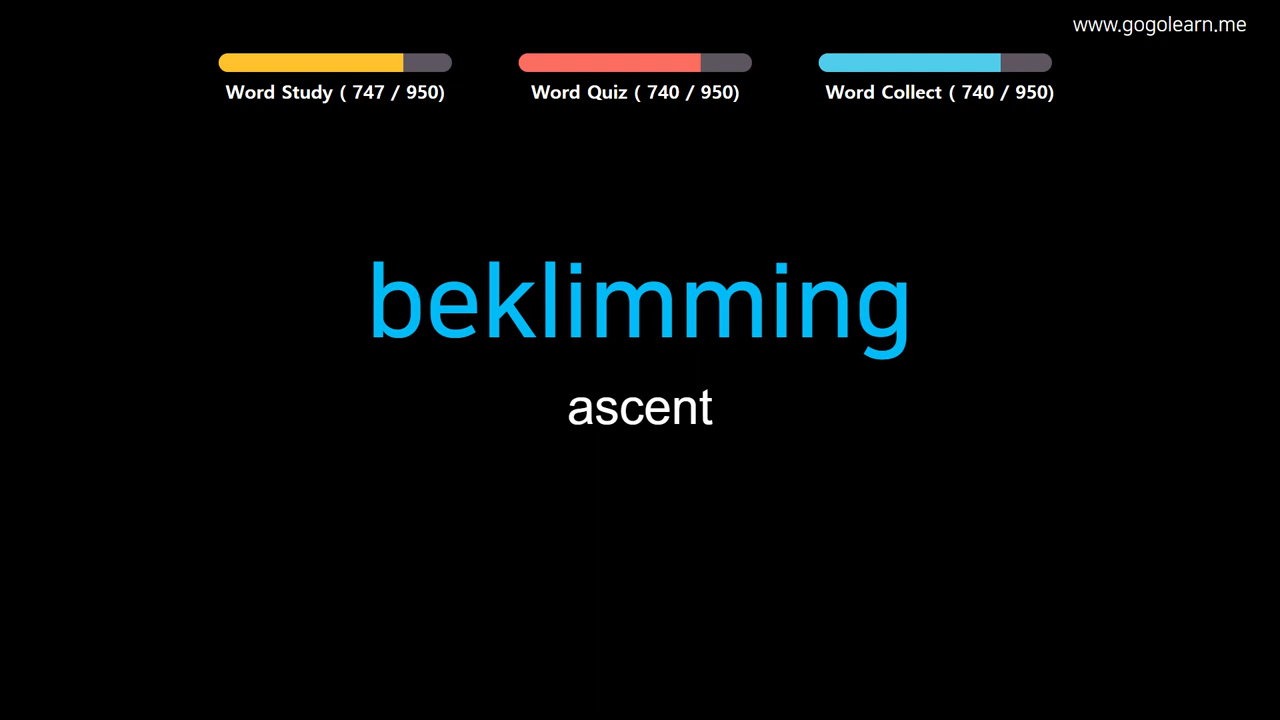 www.gogolearn.me
Word Study ( 747 / 950)
Word Quiz ( 740 / 950)
Word Collect ( 740 / 950)
beklimming
ascent